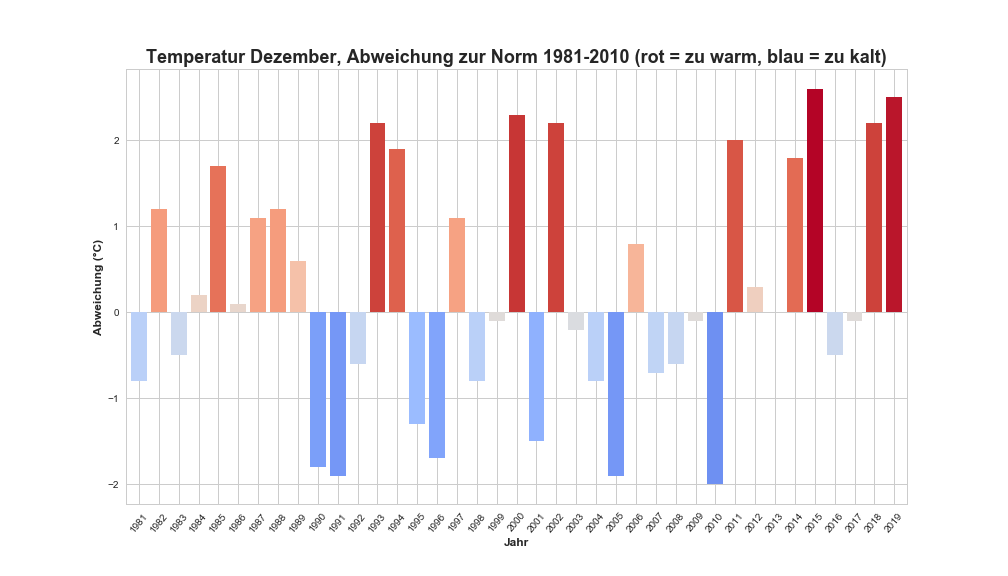 Temperatur Dezember, Abweichung zur Norm 1981-2010 (rot = zu warm, blau = zu kalt)
Abweichung (°C)
2
1
0
−1
−2
1981 1982 1983 1984 1985 1986 1987 1988 1989 1990 1991 1992 1993 1994 1995 1996 1997 1998 1999 2000 2001 2002 2003 2004 2005 2006 2007 2008 2009 2010 2011 2012 2013 2014 2015 2016 2017 2018 2019
Jahr